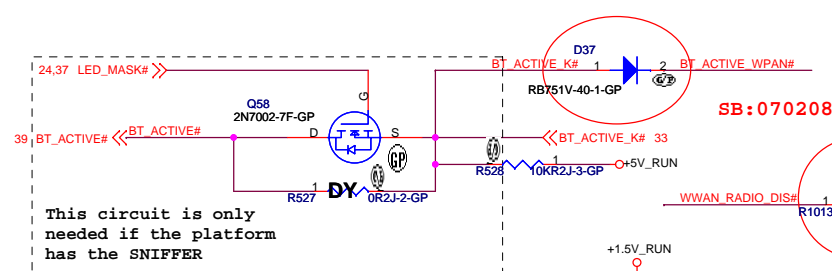 D37
24,37 LED_MASK#
BT_ACTIVE_K# 1
2 BT_ACTIVE_WPAN#
RB751V-40-1-GP
G
Q58
2N7002-7F-GP
SB:070208
39 BT_ACTIVE#
BT_ACTIVE#
D
S
BT_ACTIVE_K# 33
GP
R528
1
10KR2J-3-GP
+5V_RUN
R527
1
DY
0R2J-2-GP
WWAN_RADIO_DIS#
1
R1013
This circuit is only
needed if the platform
has the SNIFFER
+1.5V_RUN